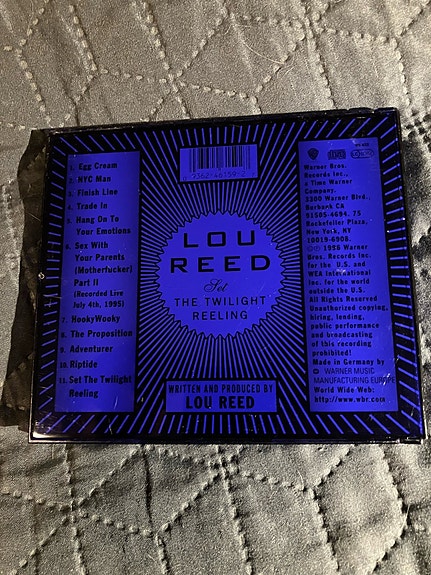 1. Egg Cream
2. NYC Man
3. Finish Line
4. Trade In
5. Hang On To
Your Emotions
6. Sex With
Your Parents
(Motherfucker)
Part II
(Recorded Live
July 4th, 1995)
7. HookyWooky
8. The Proposition
9. Adventurer
10. Riptide
11. Set The Twilight
Reeling
LOU
REED
Set
THE TWILIGHT
REELING
WRITTEN AND PRODUCED BY
LOU REED
Warner Bros.
Records Inc.,
a Time Warner
Company.
3300 Warner Blvd.,
Burbank CA
91505-4694. 75
Rockefeller Plaza,
New York, NY
10019-6908.
Bros. Records Inc.
for the U.S. and
WEA International
Inc. for the world
outside the U.S.
All Rights Reserved
Unauthorized copying,
hiring, lending,
public performance
and broadcasting
of this recording
prohibited!
Made in Germany by
WARNER MUSIC
MANUFACTURING EUROPE
World Wide Web:
http://www.wbr.com